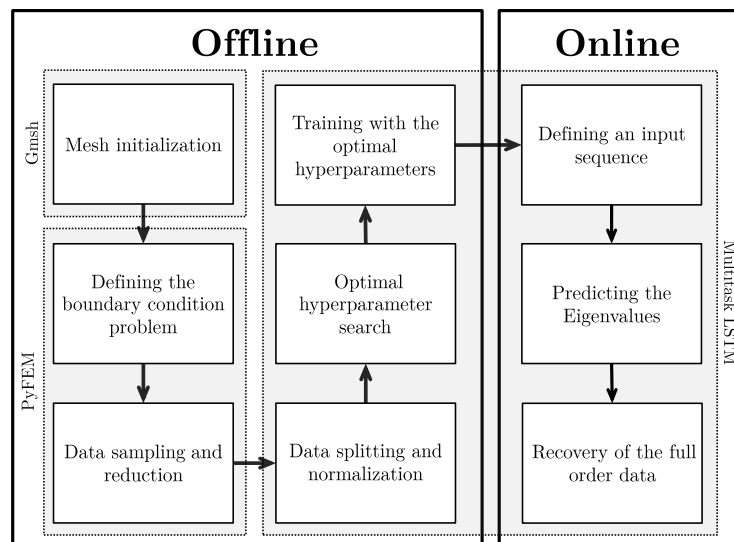 Offline
Gmsh
Mesh initialization
PyFEM
Defining the
boundary condition
problem
Data sampling and
reduction
Data splitting and
normalization
Optimal
hyperparameter
search
Training with the
optimal
hyperparameters
Online
Defining an input
sequence
Predicting the
Eigenvalues
Recovery of the full
order data
Multitask LSTM